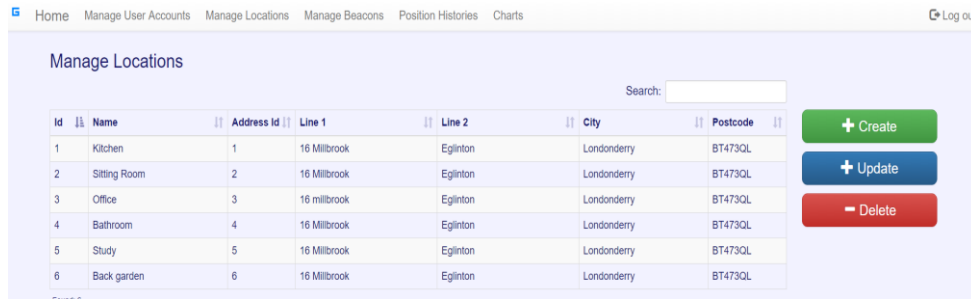 G Home Manage User Accounts Manage Locations Manage Beacons Position Histories Charts Log ou
Manage Locations
Search:
Id Name Address Id Line 1 Line 2 City Postcode
1 Kitchen 1 16 Millbrook Eglinton Londonderry BT473QL
2 Sitting Room 2 16 Millbrook Eglinton Londonderry BT473QL
3 Office 3 16 millbrook Eglinton Londonderry BT473QL
4 Bathroom 4 16 Millbrook Eglinton Londonderry BT473QL
5 Study 5 16 Millbrook Eglinton Londonderry BT473QL
6 Back garden 6 16 Millbrook Eglinton Londonderry BT473QL
+ Create
+ Update
− Delete